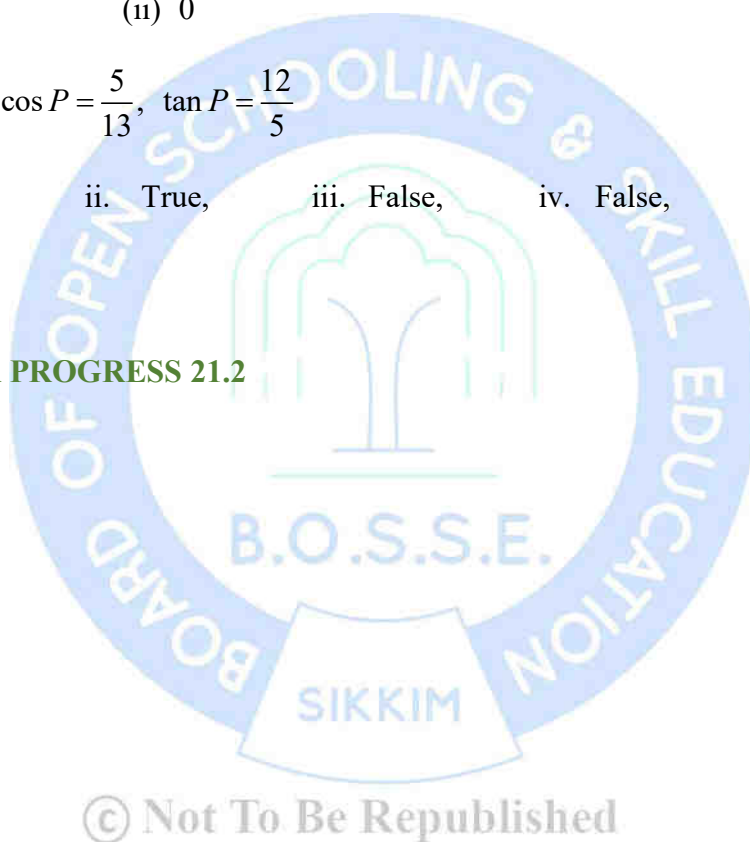 (ii) 0
cos P = 5/13, tan P = 12/5
ii. True, iii. False, iv. False,
PROGRESS 21.2
BOARD OF OPEN SCHOOLING & SKILL EDUCATION
B.O.S.S.E.
SIKKIM
© Not To Be Republished